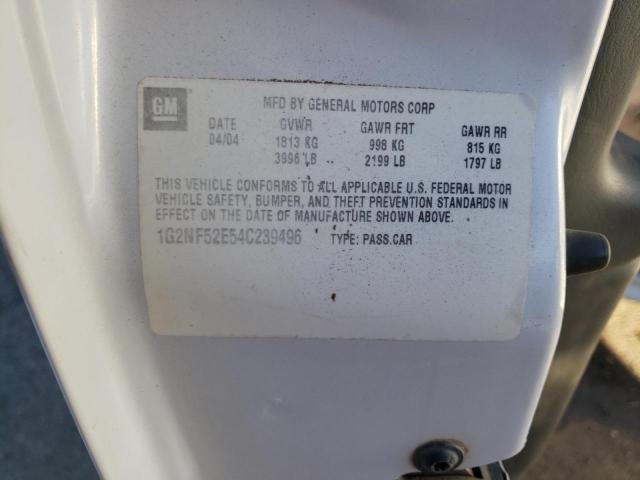 GM
MFD BY GENERAL MOTORS CORP
DATE GVWR GAWR FRT GAWR RR
04/04 1813 KG 998 KG 815 KG
3996 LB 2199 LB 1797 LB
THIS VEHICLE CONFORMS TO ALL APPLICABLE U.S. FEDERAL MOTOR
VEHICLE SAFETY, BUMPER, AND THEFT PREVENTION STANDARDS IN
EFFECT ON THE DATE OF MANUFACTURE SHOWN ABOVE.
1G2NF52E54C239496 TYPE: PASS.CAR